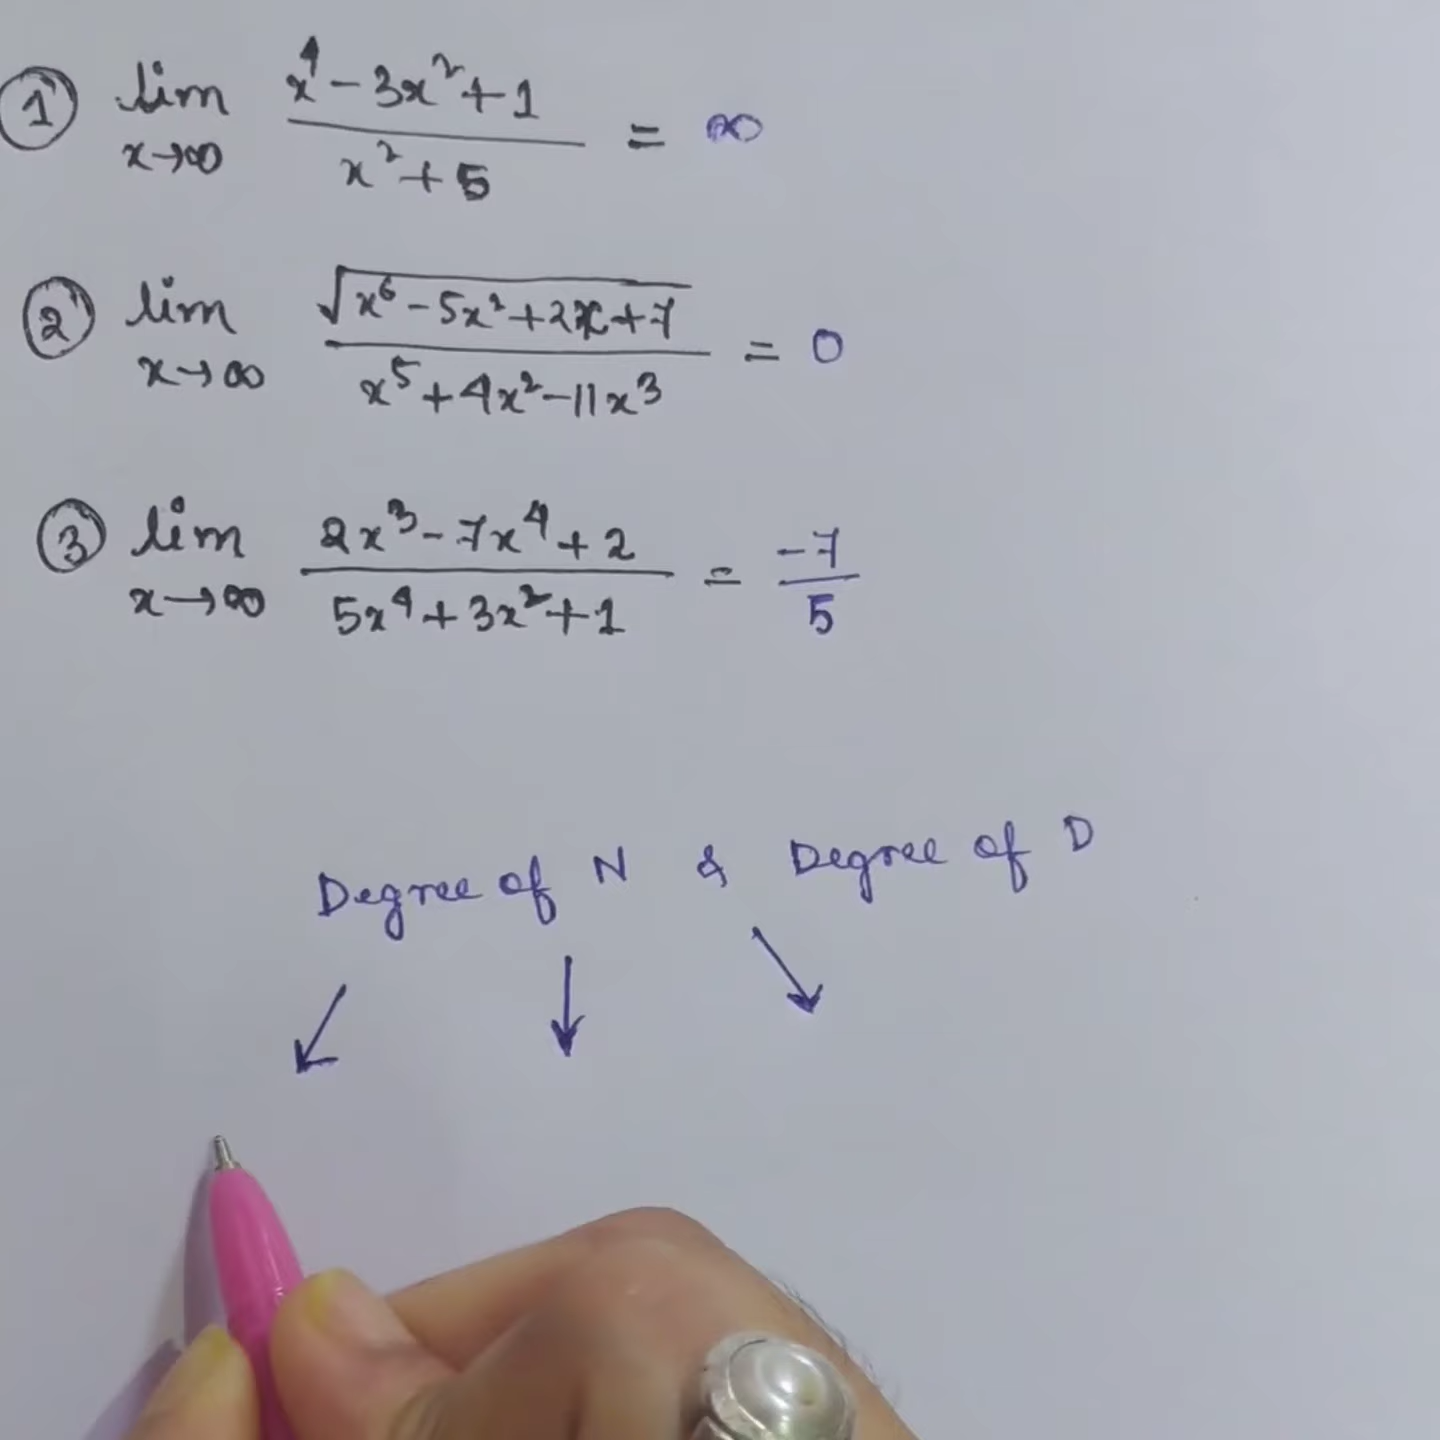 ① lim x→∞ (x⁴ - 3x² + 1)/(x² + 5) = ∞
② lim x→∞ √(x⁶ - 5x² + 2x + 7)/(x⁵ + 4x² - 11x³) = 0
③ lim x→∞ (2x³ - 7x⁴ + 2)/(5x⁴ + 3x² + 1) = -7/5
Degree of N & Degree of D